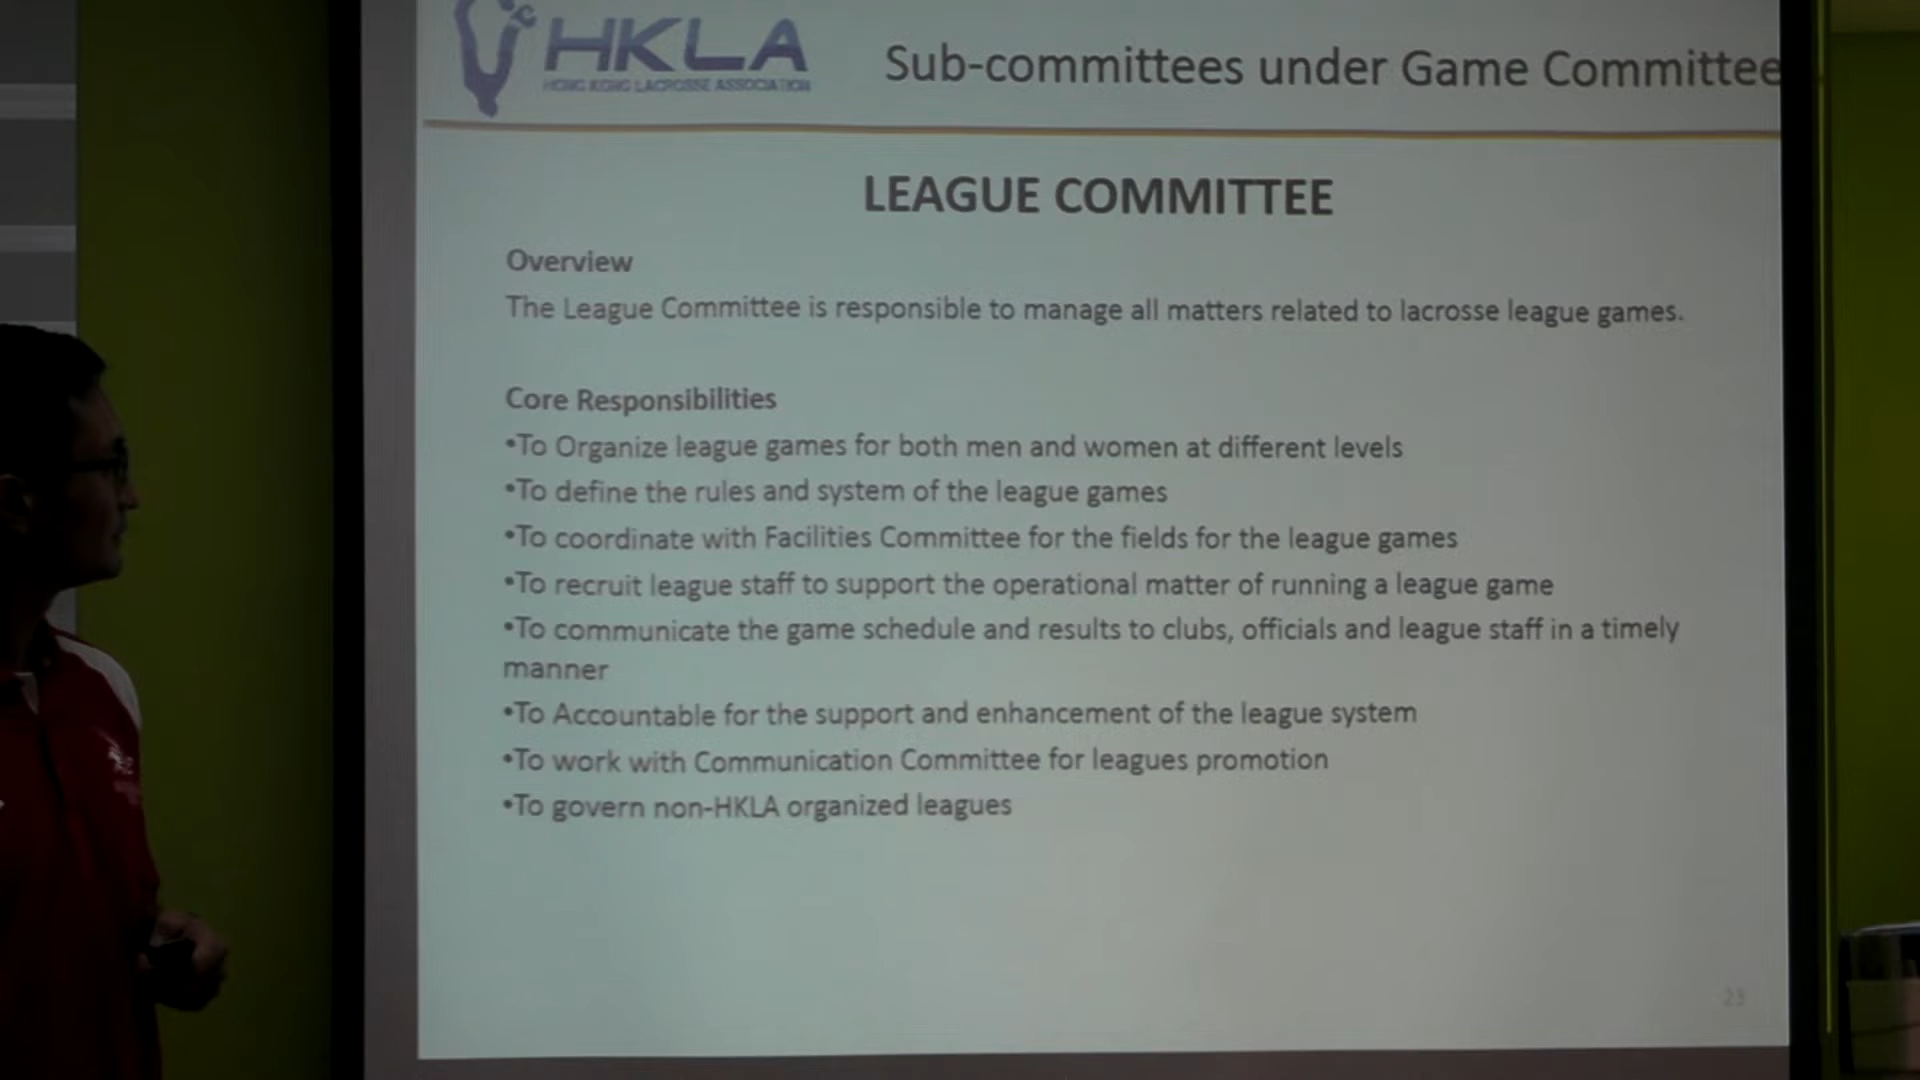 HKLA
HONG KONG LACROSSE ASSOCIATION
Sub-committees under Game Committee
LEAGUE COMMITTEE
Overview
The League Committee is responsible to manage all matters related to lacrosse league games.
Core Responsibilities
•To Organize league games for both men and women at different levels
•To define the rules and system of the league games
•To coordinate with Facilities Committee for the fields for the league games
•To recruit league staff to support the operational matter of running a league game
•To communicate the game schedule and results to clubs, officials and league staff in a timely
manner
•To Accountable for the support and enhancement of the league system
•To work with Communication Committee for leagues promotion
•To govern non-HKLA organized leagues
23